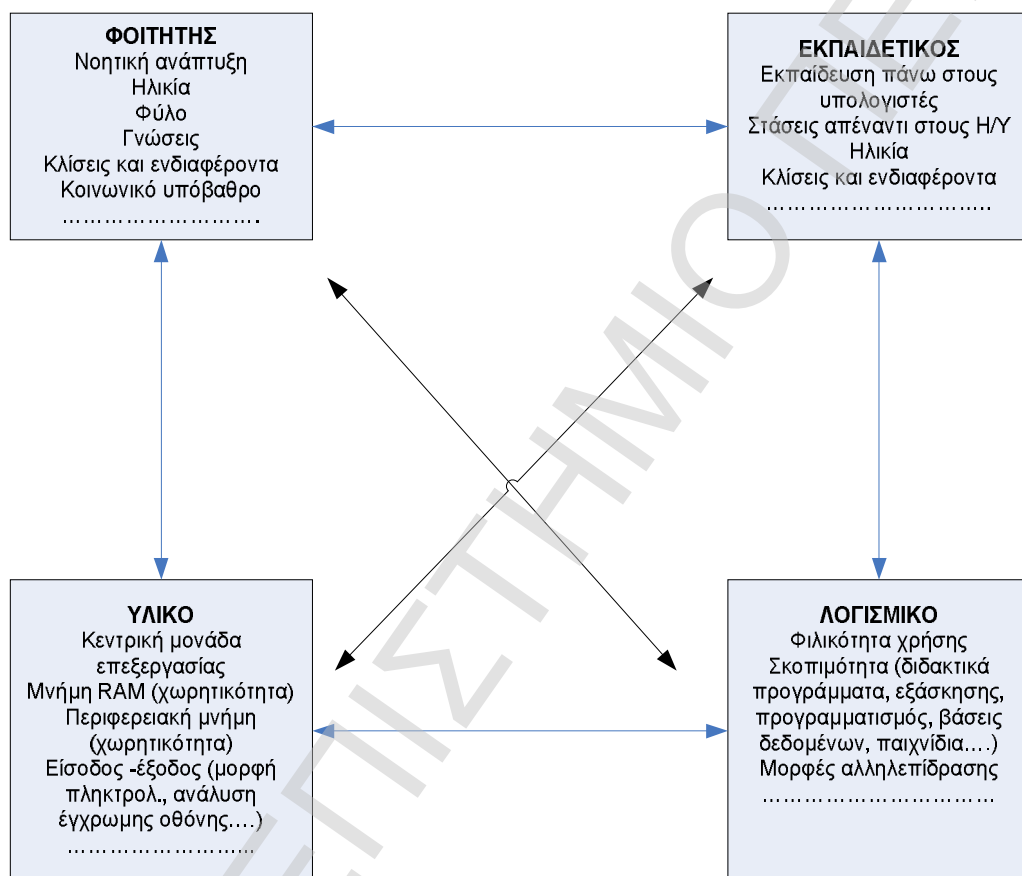 ΦΟΙΤΗΤΗΣ
Νοητική ανάπτυξη
Ηλικία
Φύλο
Γνώσεις
Κλίσεις και ενδιαφέροντα
Κοινωνικό υπόβαθρο
……………………….
ΕΚΠΑΙΔΕΤΙΚΟΣ
Εκπαίδευση πάνω στους
υπολογιστές
Στάσεις απέναντι στους Η/Υ
Ηλικία
Κλίσεις και ενδιαφέροντα
………………………..
ΥΛΙΚΟ
Κεντρική μονάδα
επεξεργασίας
Μνήμη RAM (χωρητικότητα)
Περιφερειακή μνήμη
(χωρητικότητα)
Είσοδος -έξοδος (μορφή
πληκτρολ., ανάλυση
έγχρωμης οθόνης….)
……………………...
ΛΟΓΙΣΜΙΚΟ
Φιλικότητα χρήσης
Σκοπιμότητα (διδακτικά
προγράμματα, εξάσκησης,
προγραμματισμός, βάσεις
δεδομένων, παιχνίδια….)
Μορφές αλληλεπίδρασης
……………………………
ΕΠΙΣΤΗΜΙΟ ΠΕ